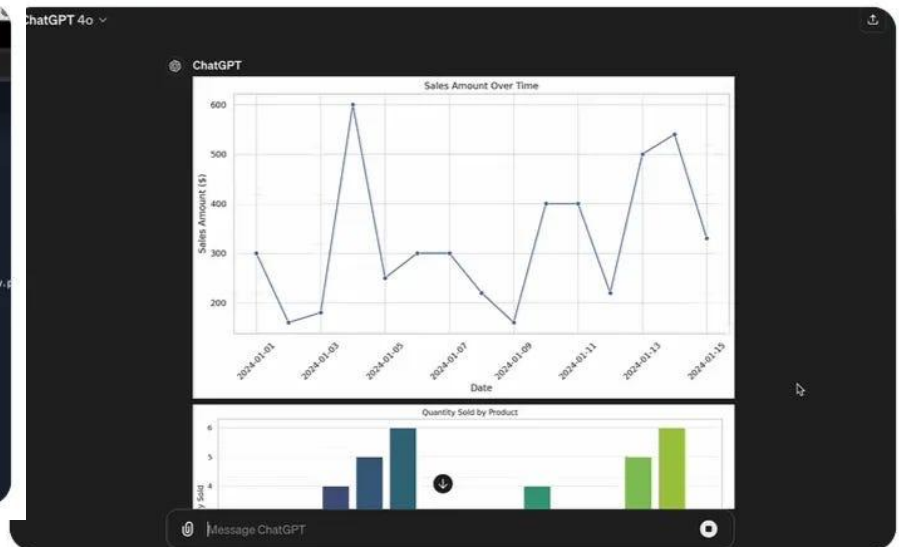 ChatGPT 4o
ChatGPT
Sales Amount Over Time
600
500
400
300
200
Sales Amount ($)
2024-01-01
2024-01-03
2024-01-05
2024-01-07
2024-01-09
2024-01-11
2024-01-13
2024-01-15
Date
Quantity Sold by Product
6
5
4
Sold
Message ChatGPT